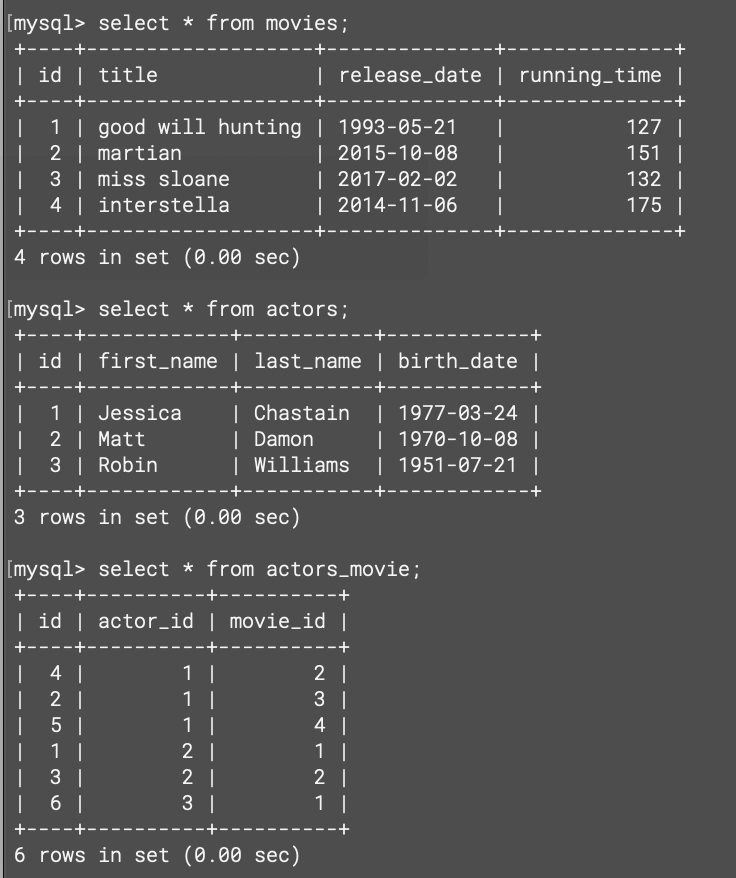 [mysql> select * from movies;
+----+-------------------+--------------+--------------+
| id | title             | release_date | running_time |
+----+-------------------+--------------+--------------+
|  1 | good will hunting | 1993-05-21   |          127 |
|  2 | martian           | 2015-10-08   |          151 |
|  3 | miss sloane       | 2017-02-02   |          132 |
|  4 | interstella       | 2014-11-06   |          175 |
+----+-------------------+--------------+--------------+
4 rows in set (0.00 sec)
[mysql> select * from actors;
+----+------------+-----------+------------+
| id | first_name | last_name | birth_date |
+----+------------+-----------+------------+
|  1 | Jessica    | Chastain  | 1977-03-24 |
|  2 | Matt       | Damon     | 1970-10-08 |
|  3 | Robin      | Williams  | 1951-07-21 |
+----+------------+-----------+------------+
3 rows in set (0.00 sec)
[mysql> select * from actors_movie;
+----+----------+----------+
| id | actor_id | movie_id |
+----+----------+----------+
|  4 |        1 |        2 |
|  2 |        1 |        3 |
|  5 |        1 |        4 |
|  1 |        2 |        1 |
|  3 |        2 |        2 |
|  6 |        3 |        1 |
+----+----------+----------+
6 rows in set (0.00 sec)